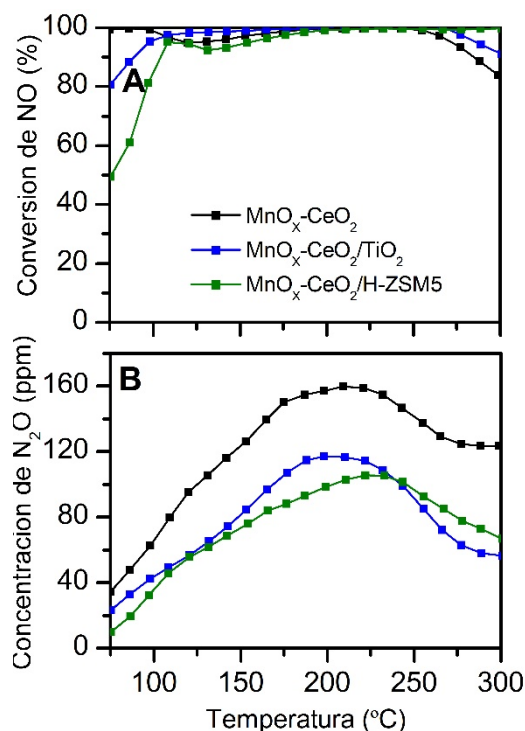 Conversion de NO (%)
100
80
60
40
20
0
A
MnOₓ-CeO₂
MnOₓ-CeO₂/TiO₂
MnOₓ-CeO₂/H-ZSM5
Concentracion de N₂O (ppm)
160
120
80
40
0
B
100 150 200 250 300
Temperatura (ºC)